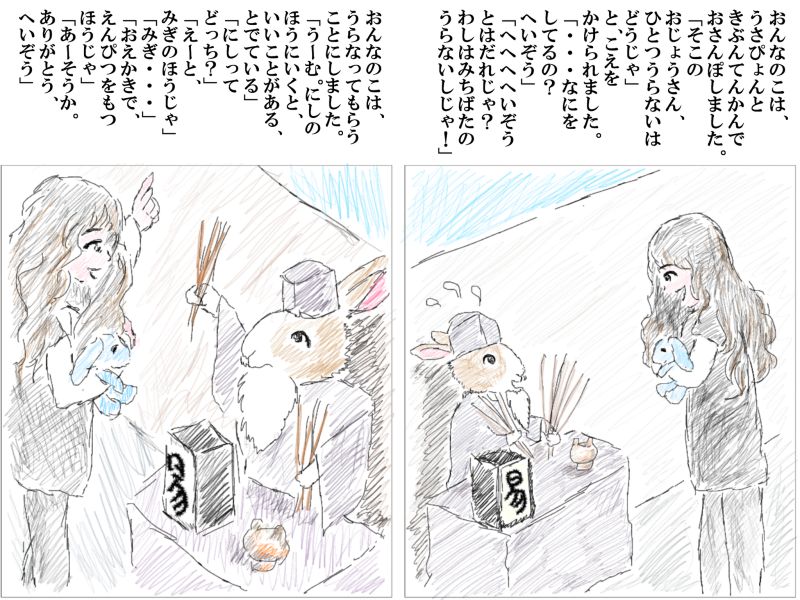 おんなのこは、
うさぴょんと
きぶんてんかんで
おさんぽしました。
「そこの
おじょうさん、
ひとつうらないは
どうじゃ」
と、こえを
かけられました。
「・・・なにを
してるの？
へいぞう」
「へへへへいぞう
とはだれじゃ？
わしはみちばたの
うらないしじゃ！」
おんなのこは、
うらなってもらう
ことにしました。
「うーむ。にしの
ほうにいくと、
いいことがある、
とでている」
「にしって
どっち？」
「えーと、
みぎのほうじゃ」
「みぎ・・・」
「おえかきで、
えんぴつをもつ
ほうじゃ」
「あーそうか。
ありがとう、
へいぞう」
易
易